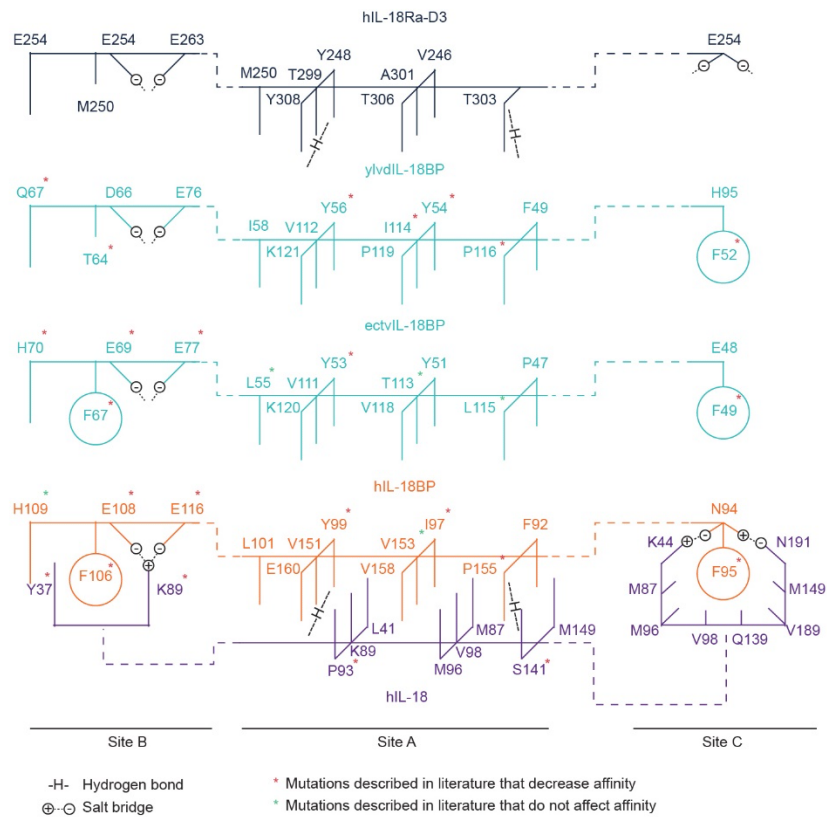 hIL-18Ra-D3
E254 E254 E263 Y248 V246 E254
M250 T299 A301
M250 Y308 T306 T303
-H- -H-
ylvdIL-18BP
Q67* D66 E76 Y56* Y54* F49 H95
I58 V112 I114*
T64* K121 P119 P116* F52*
ectvIL-18BP
H70* E69* E77* Y53* Y51 P47 E48
L55* V111 T113*
F67* K120 V118 L115* F49*
hIL-18BP
H109* E108* E116* Y99* I97* F92 N94
L101 V151 V153* K44 N191
F106* E160 V158 P155* F95*
Y37* K89* M87 M149
-H- -H-
L41 M87 M149
K89 V98 M96 V189
P93* M96 S141* V98 Q139
hIL-18
Site B Site A Site C
-H- Hydrogen bond * Mutations described in literature that decrease affinity
⊕--⊖ Salt bridge * Mutations described in literature that do not affect affinity